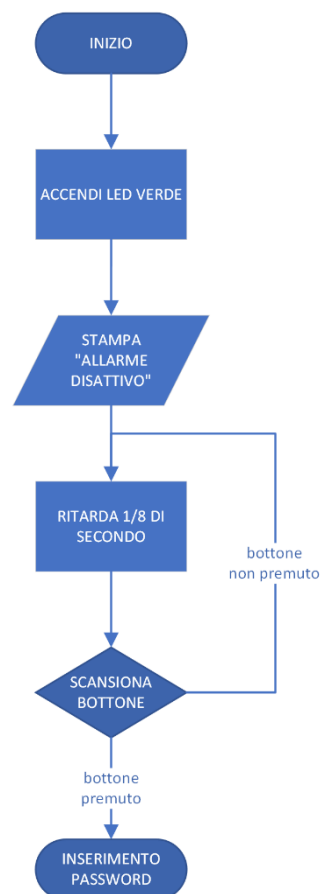 INIZIO
ACCENDI LED VERDE
STAMPA
"ALLARME
DISATTIVO"
RITARDA 1/8 DI
SECONDO
bottone
non premuto
SCANSIONA
BOTTONE
bottone
premuto
INSERIMENTO
PASSWORD